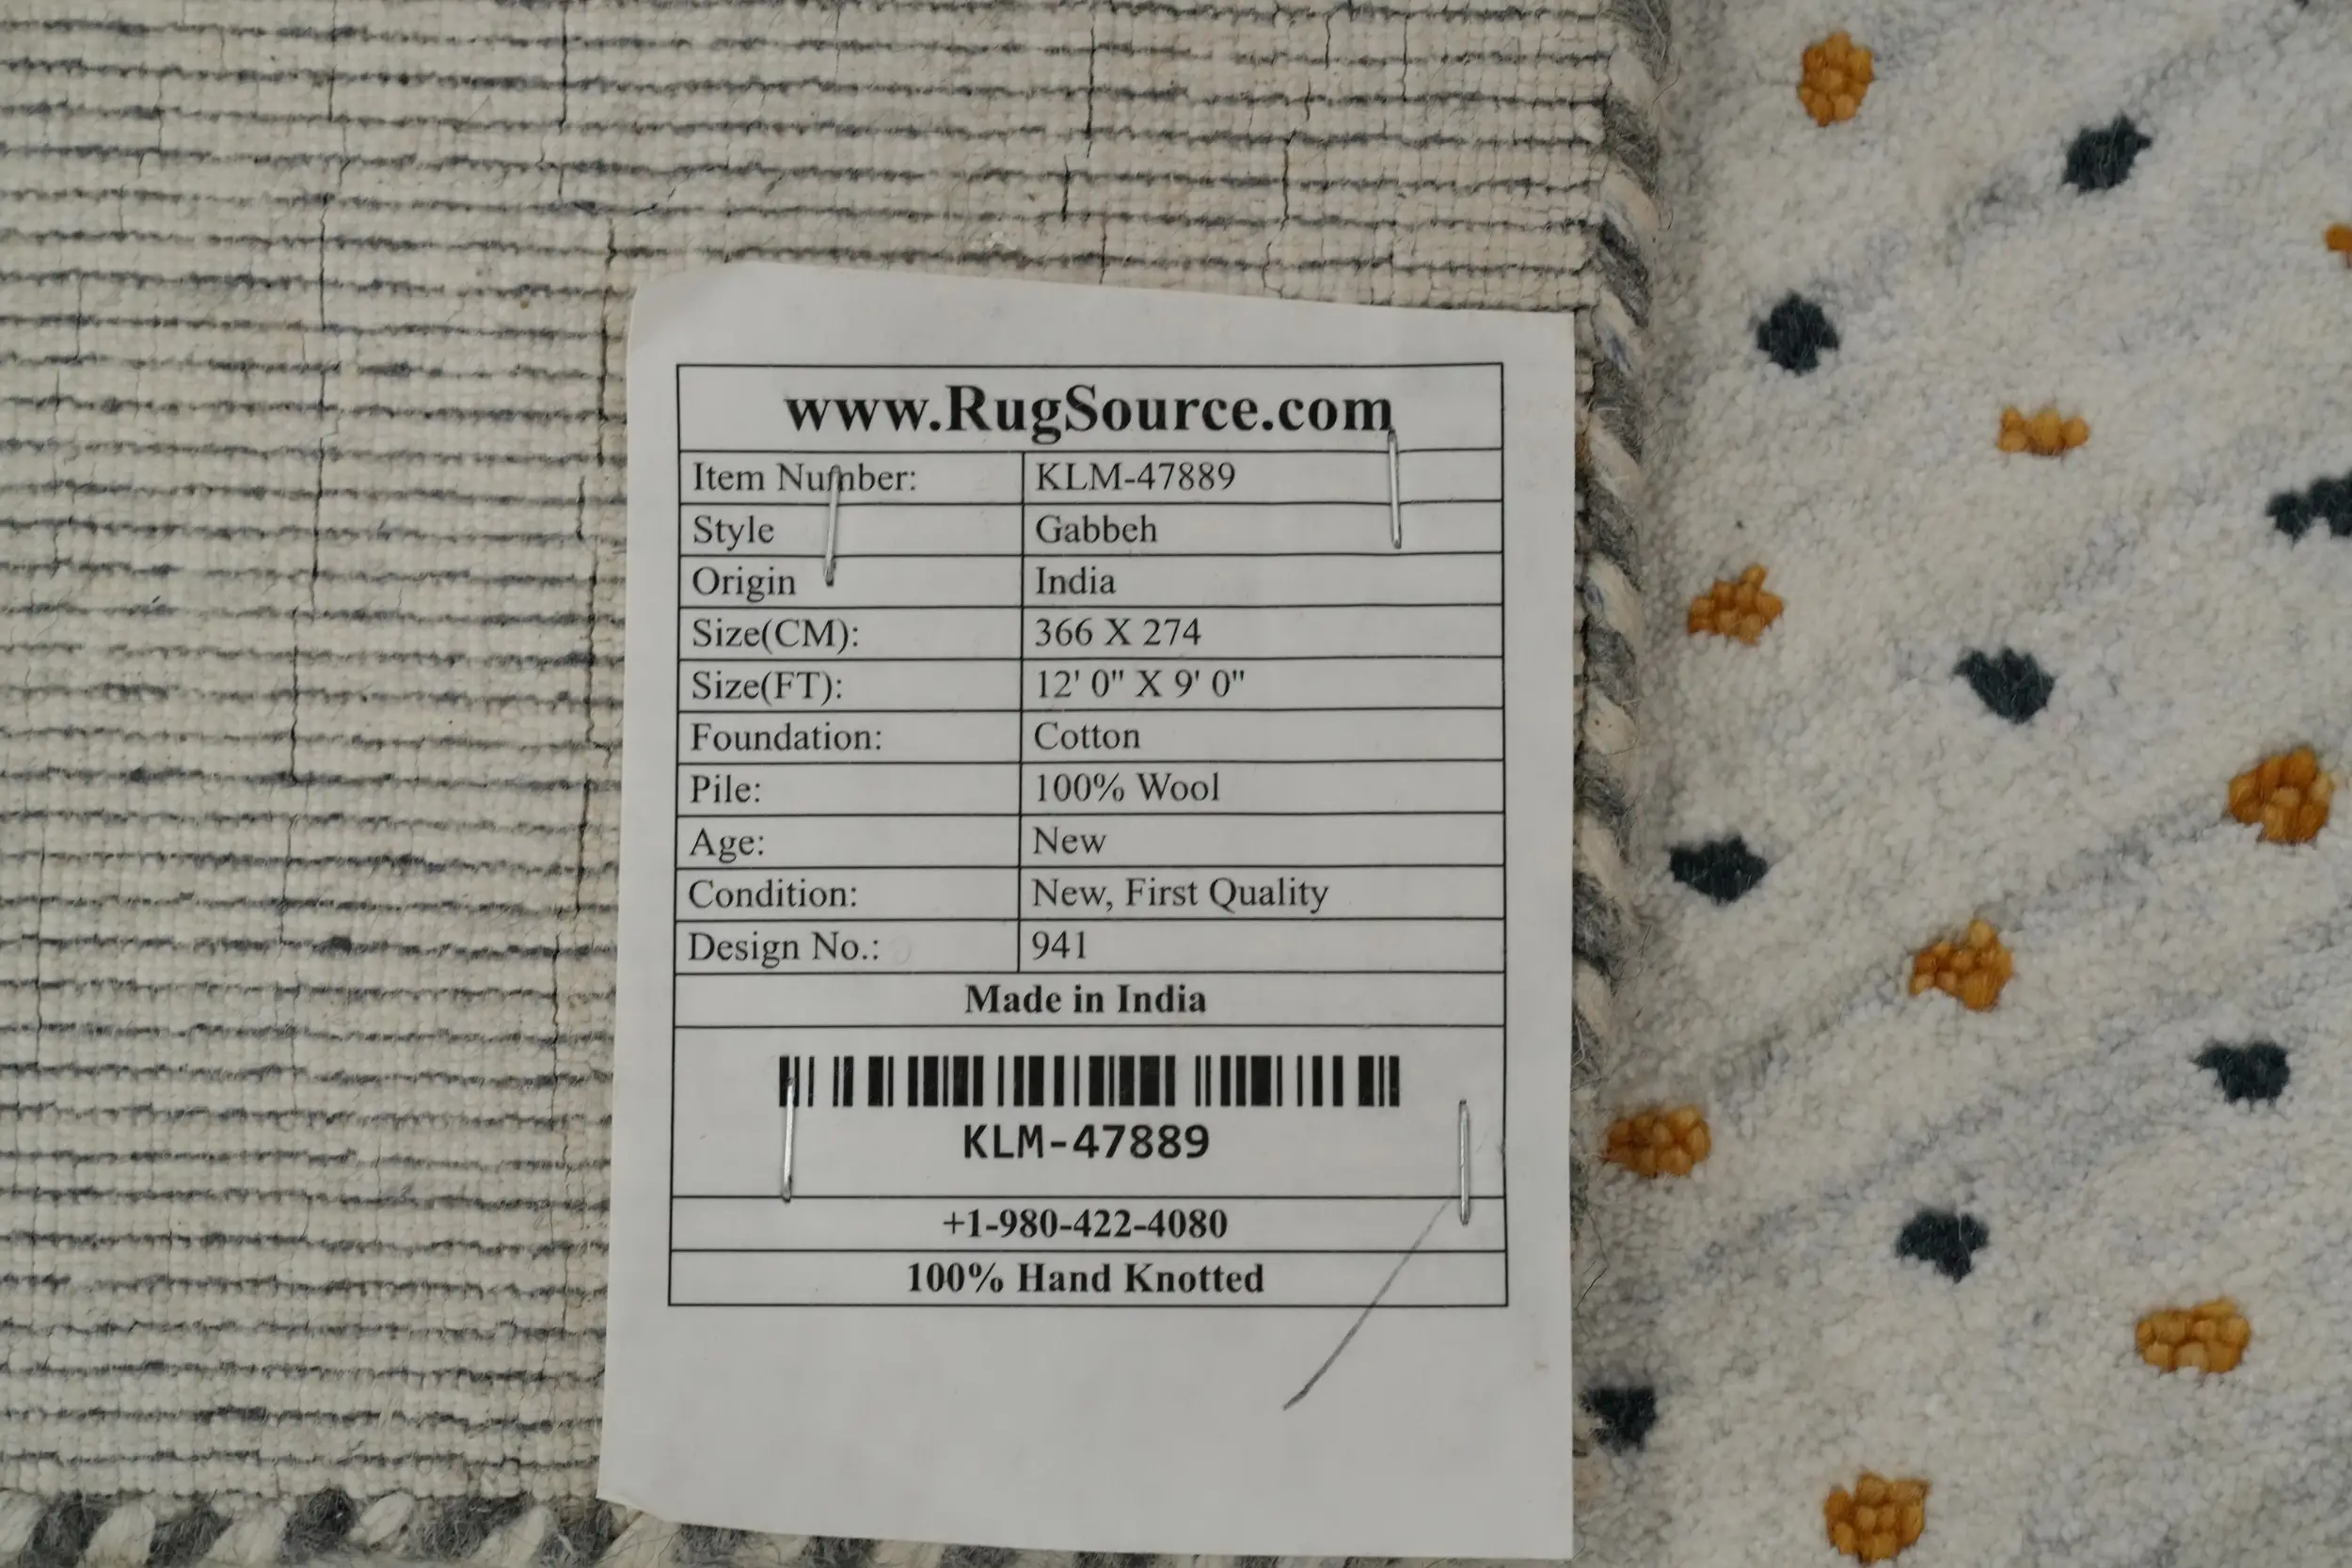 www.RugSource.com
Item Number: KLM-47889
Style Gabbeh
Origin India
Size(CM): 366 X 274
Size(FT): 12' 0" X 9' 0"
Foundation: Cotton
Pile: 100% Wool
Age: New
Condition: New, First Quality
Design No.: 941
Made in India
KLM-47889
+1-980-422-4080
100% Hand Knotted